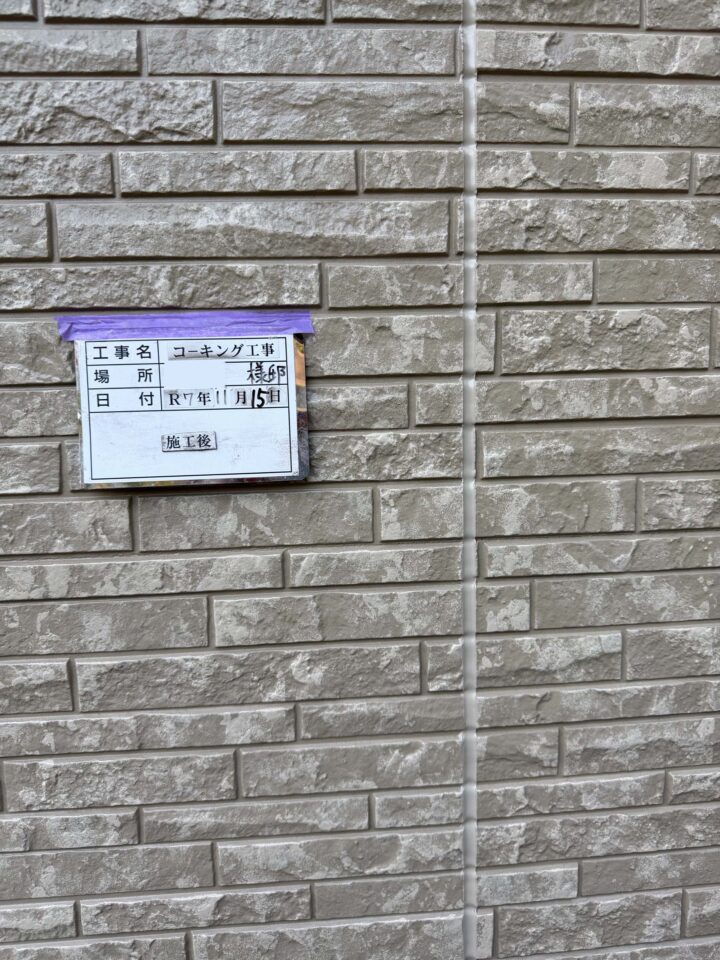 工事名 コーキング工事
場所 様邸
日付 R7年11月15日
施工後